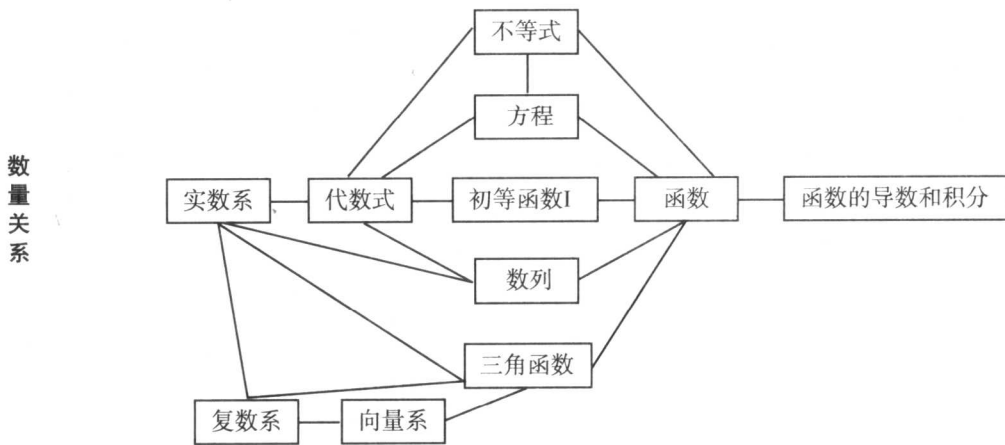 数量关系
不等式
方程
实数系
代数式
初等函数I
函数
函数的导数和积分
数列
三角函数
复数系
向量系